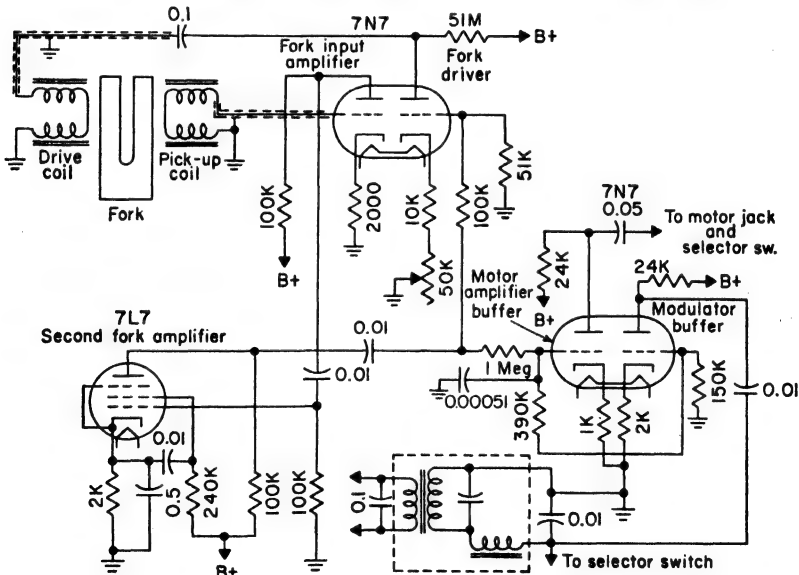 0.1
7N7
51M
B+
Fork input
amplifier
Fork
driver
Drive
coil
Pick-up
coil
Fork
100K
B+
2000
10K
50K
100K
51K
7N7
0.05
To motor jack
and
selector sw.
24K
B+
24K
B+
Motor
amplifier
buffer
Modulator
buffer
7L7
Second fork amplifier
0.01
0.01
1 Meg
0.00051
390K
1K
2K
150K
0.01
0.01
2K
0.5
240K
100K
100K
B+
0.1
0.01
To selector switch